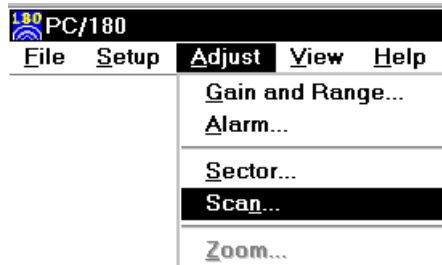 180 PC/180
File Setup Adjust View Help
Gain and Range...
Alarm...
Sector...
Scan...
Zoom...